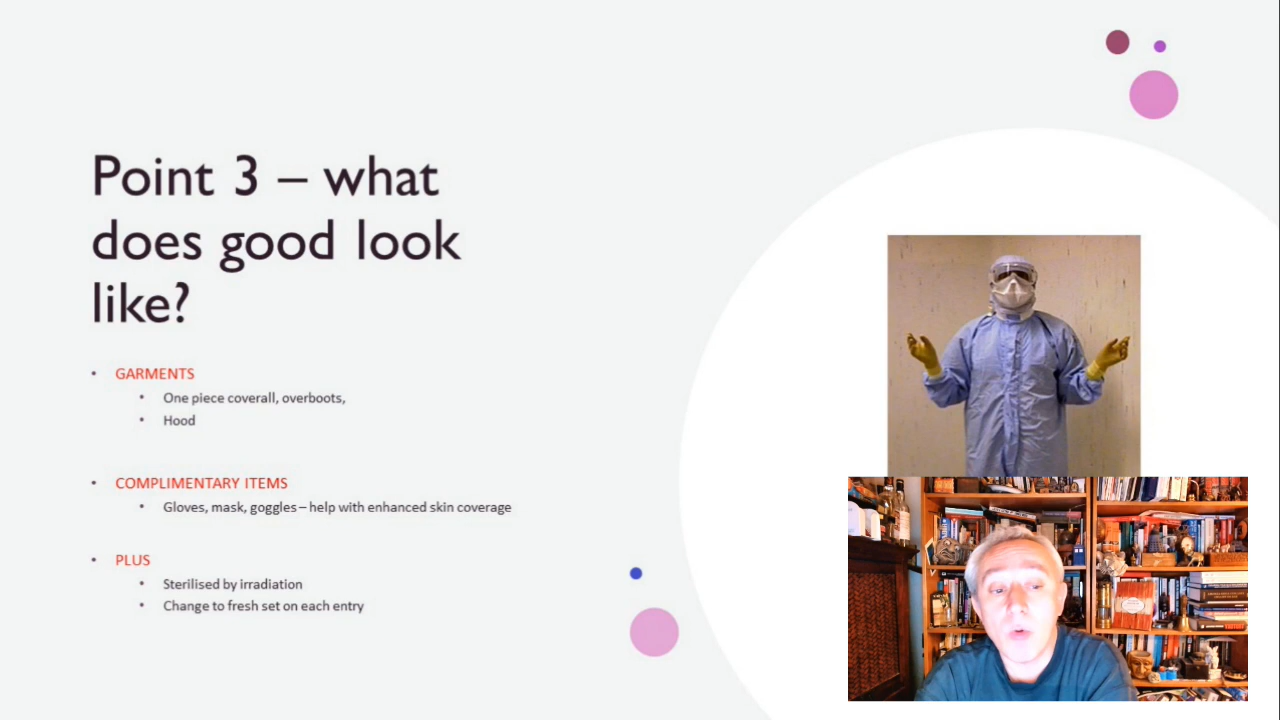 Point 3 – what
does good look
like?
• GARMENTS
• One piece coverall, overboots,
• Hood
• COMPLIMENTARY ITEMS
• Gloves, mask, goggles – help with enhanced skin coverage
• PLUS
• Sterilised by irradiation
• Change to fresh set on each entry